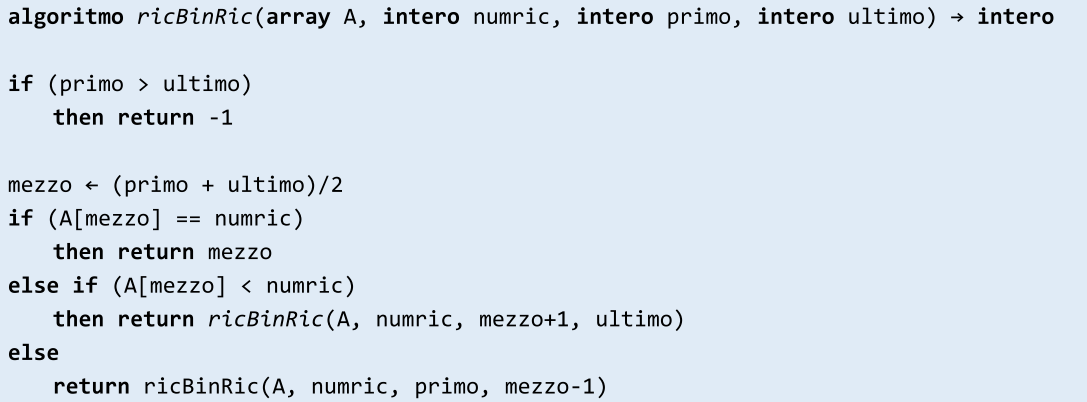 algoritmo ricBinRic(array A, intero numric, intero primo, intero ultimo) → intero
if (primo > ultimo)
then return -1
mezzo ← (primo + ultimo)/2
if (A[mezzo] == numric)
then return mezzo
else if (A[mezzo] < numric)
then return ricBinRic(A, numric, mezzo+1, ultimo)
else
return ricBinRic(A, numric, primo, mezzo-1)